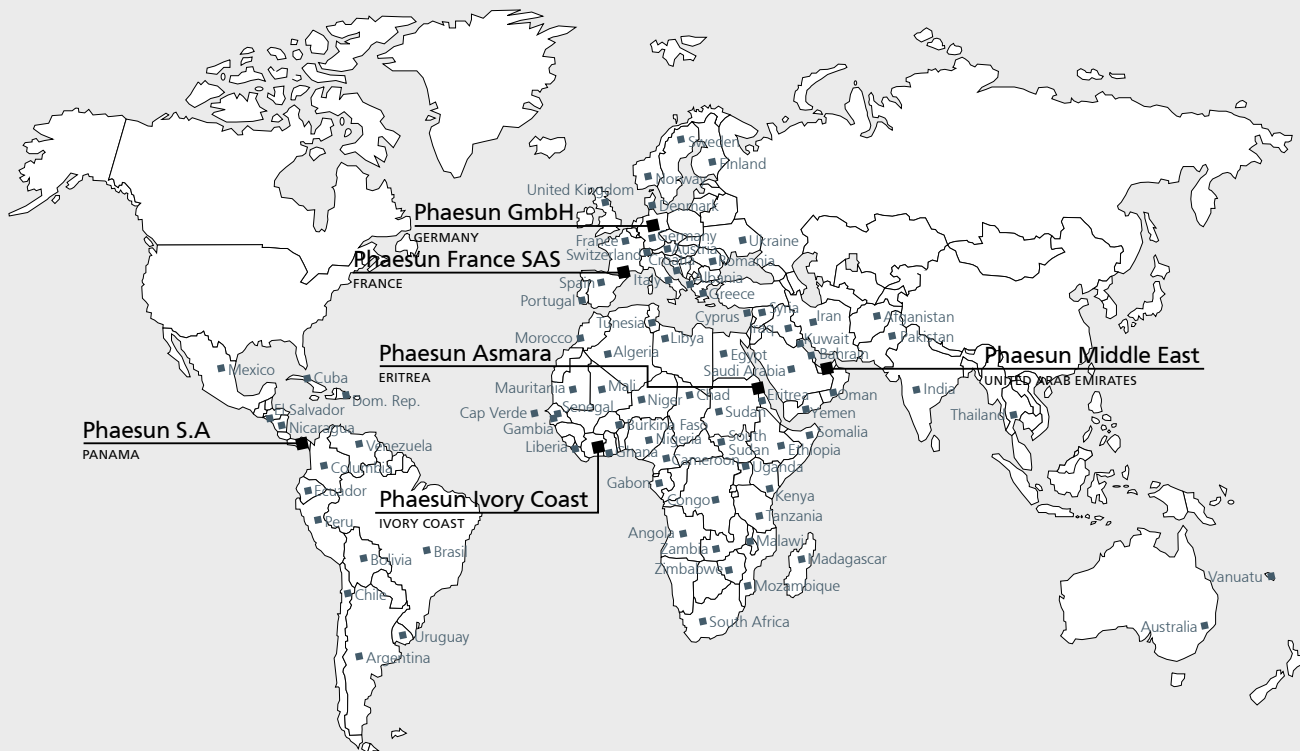 Sweden
Finland
Norway
United Kingdom
Denmark
Phaesun GmbH
GERMANY
Germany
France
Ukraine
Austria
Switzerland
Phaesun France SAS
FRANCE
Croatia
Romania
Italy
Albania
Spain
Greece
Portugal
Cyprus
Syria
Iran
Afganistan
Tunesia
Iraq
Morocco
Libya
Kuwait
Pakistan
Phaesun Asmara
ERITREA
Algeria
Egypt
Bahrain
Phaesun Middle East
UNITED ARAB EMIRATES
Saudi Arabia
Mexico
Cuba
Mauritania
Mali
Niger
Chad
Eritrea
Oman
India
Dom. Rep.
El Salvador
Cap Verde
Senegal
Sudan
Yemen
Thailand
Nicaragua
Gambia
Burkina Faso
Somalia
Phaesun S.A
PANAMA
Venezuela
Liberia
Ghana
Nigeria
South
Sudan
Ethiopia
Columbia
Cameroon
Uganda
Ecuador
Gabon
Phaesun Ivory Coast
IVORY COAST
Congo
Kenya
Peru
Tanzania
Angola
Brasil
Bolivia
Zambia
Malawi
Madagascar
Zimbabwe
Vanuatu
Mozambique
Chile
South Africa
Australia
Uruguay
Argentina